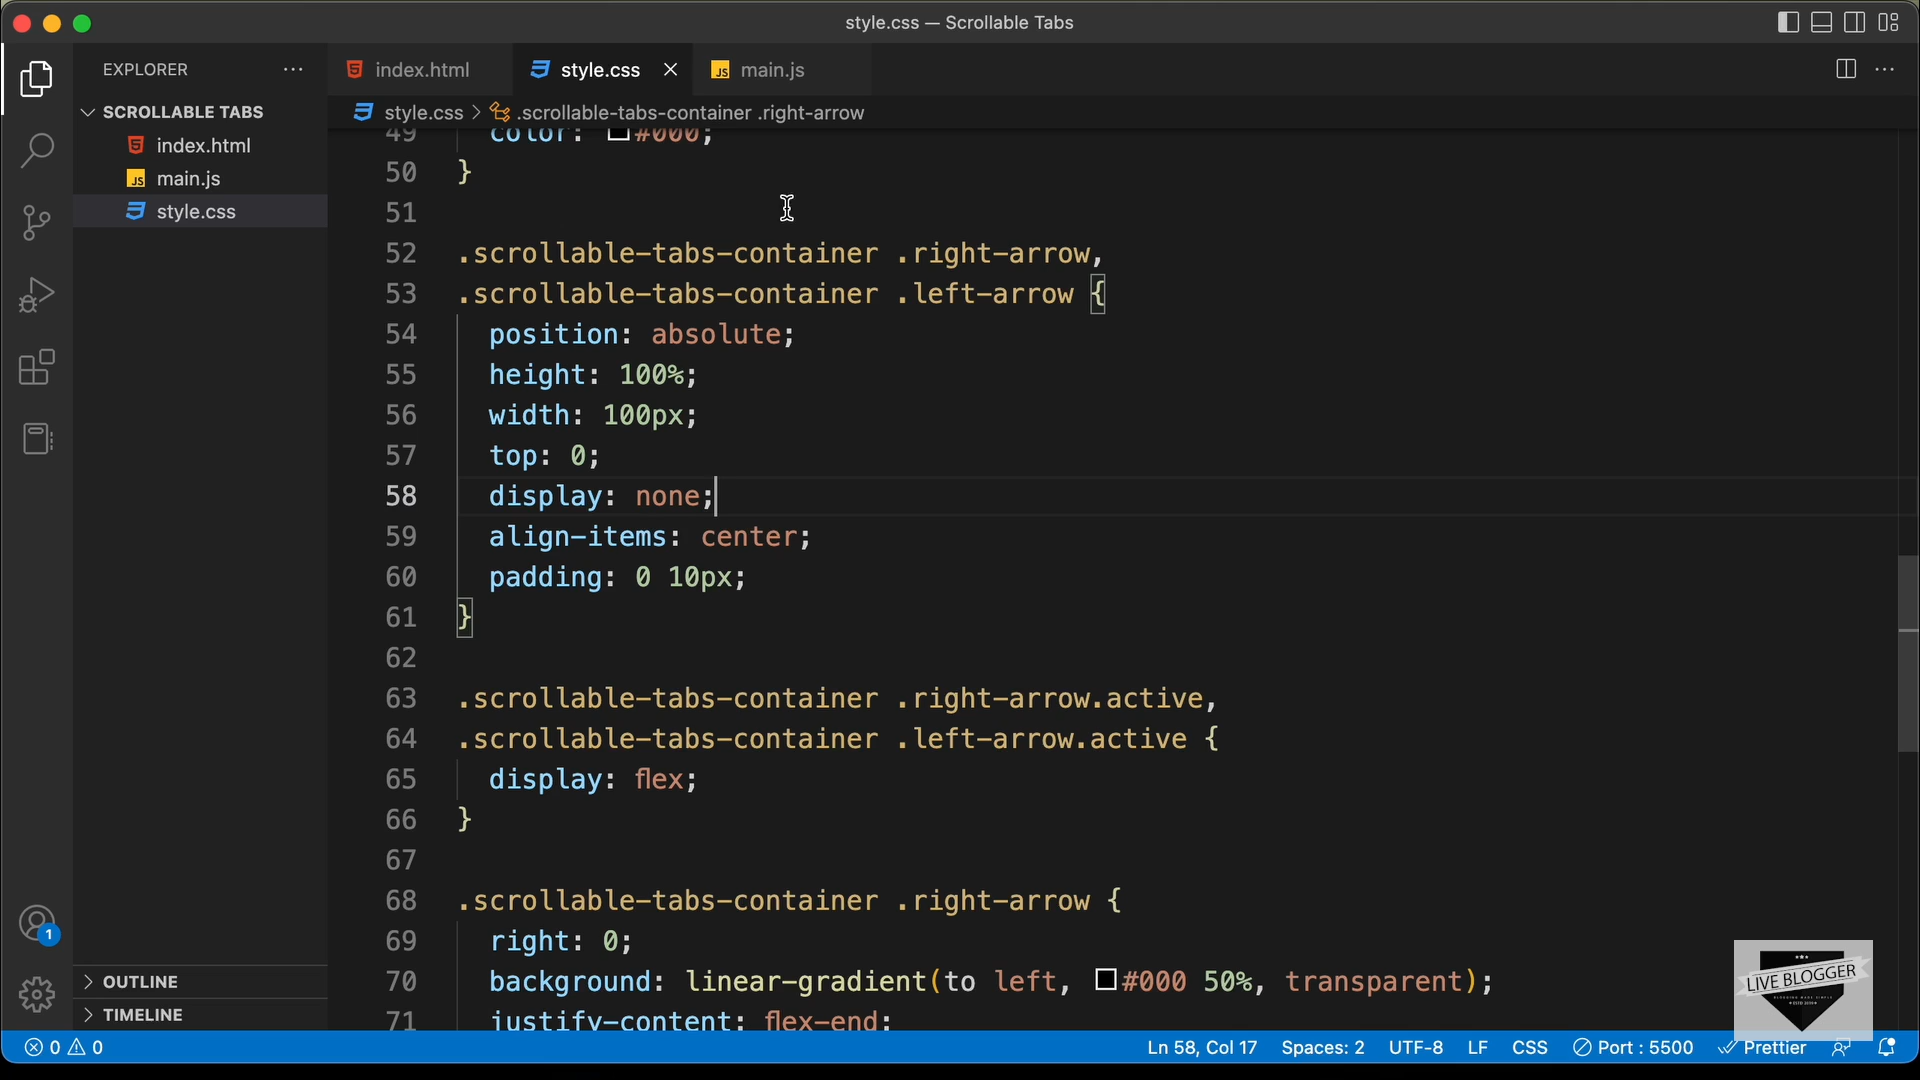 style.css — Scrollable Tabs
EXPLORER
SCROLLABLE TABS
index.html
main.js
style.css
OUTLINE
TIMELINE
1
index.html
style.css
main.js
style.css > .scrollable-tabs-container .right-arrow
49 color: #000;
50 }
51
52 .scrollable-tabs-container .right-arrow,
53 .scrollable-tabs-container .left-arrow {
54 position: absolute;
55 height: 100%;
56 width: 100px;
57 top: 0;
58 display: none;
59 align-items: center;
60 padding: 0 10px;
61 }
62
63 .scrollable-tabs-container .right-arrow.active,
64 .scrollable-tabs-container .left-arrow.active {
65 display: flex;
66 }
67
68 .scrollable-tabs-container .right-arrow {
69 right: 0;
70 background: linear-gradient(to left, #000 50%, transparent);
71 justify-content: flex-end;
LIVE BLOGGER
0 0
Ln 58, Col 17 Spaces: 2 UTF-8 LF CSS Port : 5500 Prettier